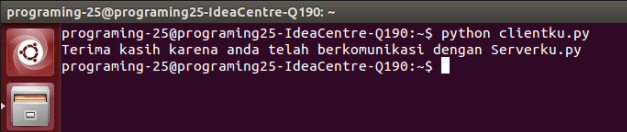 programing-25@programing25-IdeaCentre-Q190: ~
programing-25@programing25-IdeaCentre-Q190:~$ python clientku.py
Terima kasih karena anda telah berkomunikasi dengan Serverku.py
programing-25@programing25-IdeaCentre-Q190:~$